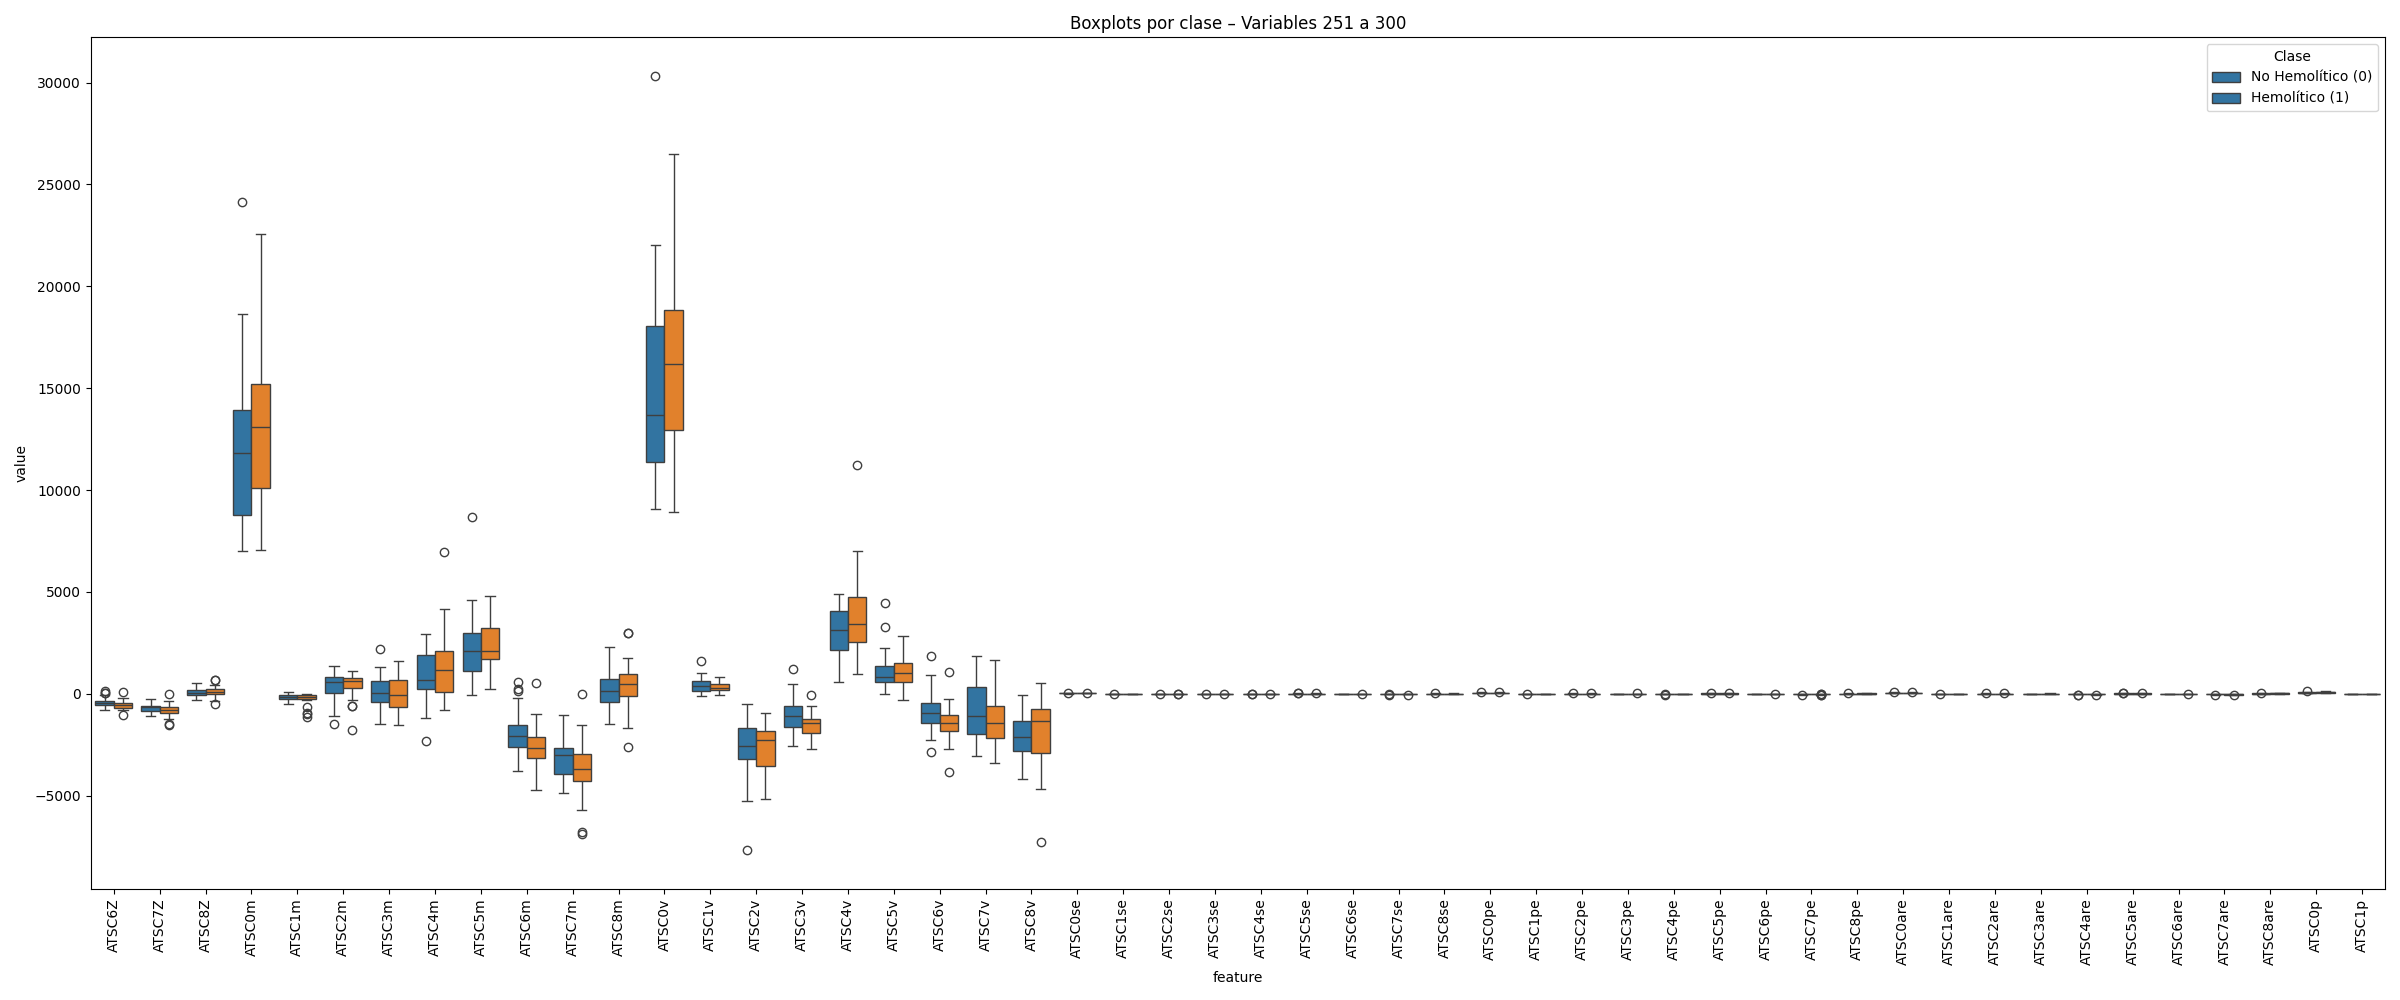 Boxplots por clase – Variables 251 a 300
Clase
No Hemolítico (0)
Hemolítico (1)
value
30000
25000
20000
15000
10000
5000
0
−5000
ATSC6Z
ATSC7Z
ATSC8Z
ATSC0m
ATSC1m
ATSC2m
ATSC3m
ATSC4m
ATSC5m
ATSC6m
ATSC7m
ATSC8m
ATSC0v
ATSC1v
ATSC2v
ATSC3v
ATSC4v
ATSC5v
ATSC6v
ATSC7v
ATSC8v
ATSC0se
ATSC1se
ATSC2se
ATSC3se
ATSC4se
ATSC5se
ATSC6se
ATSC7se
ATSC8se
ATSC0pe
ATSC1pe
ATSC2pe
ATSC3pe
ATSC4pe
ATSC5pe
ATSC6pe
ATSC7pe
ATSC8pe
ATSC0are
ATSC1are
ATSC2are
ATSC3are
ATSC4are
ATSC5are
ATSC6are
ATSC7are
ATSC8are
ATSC0p
ATSC1p
feature